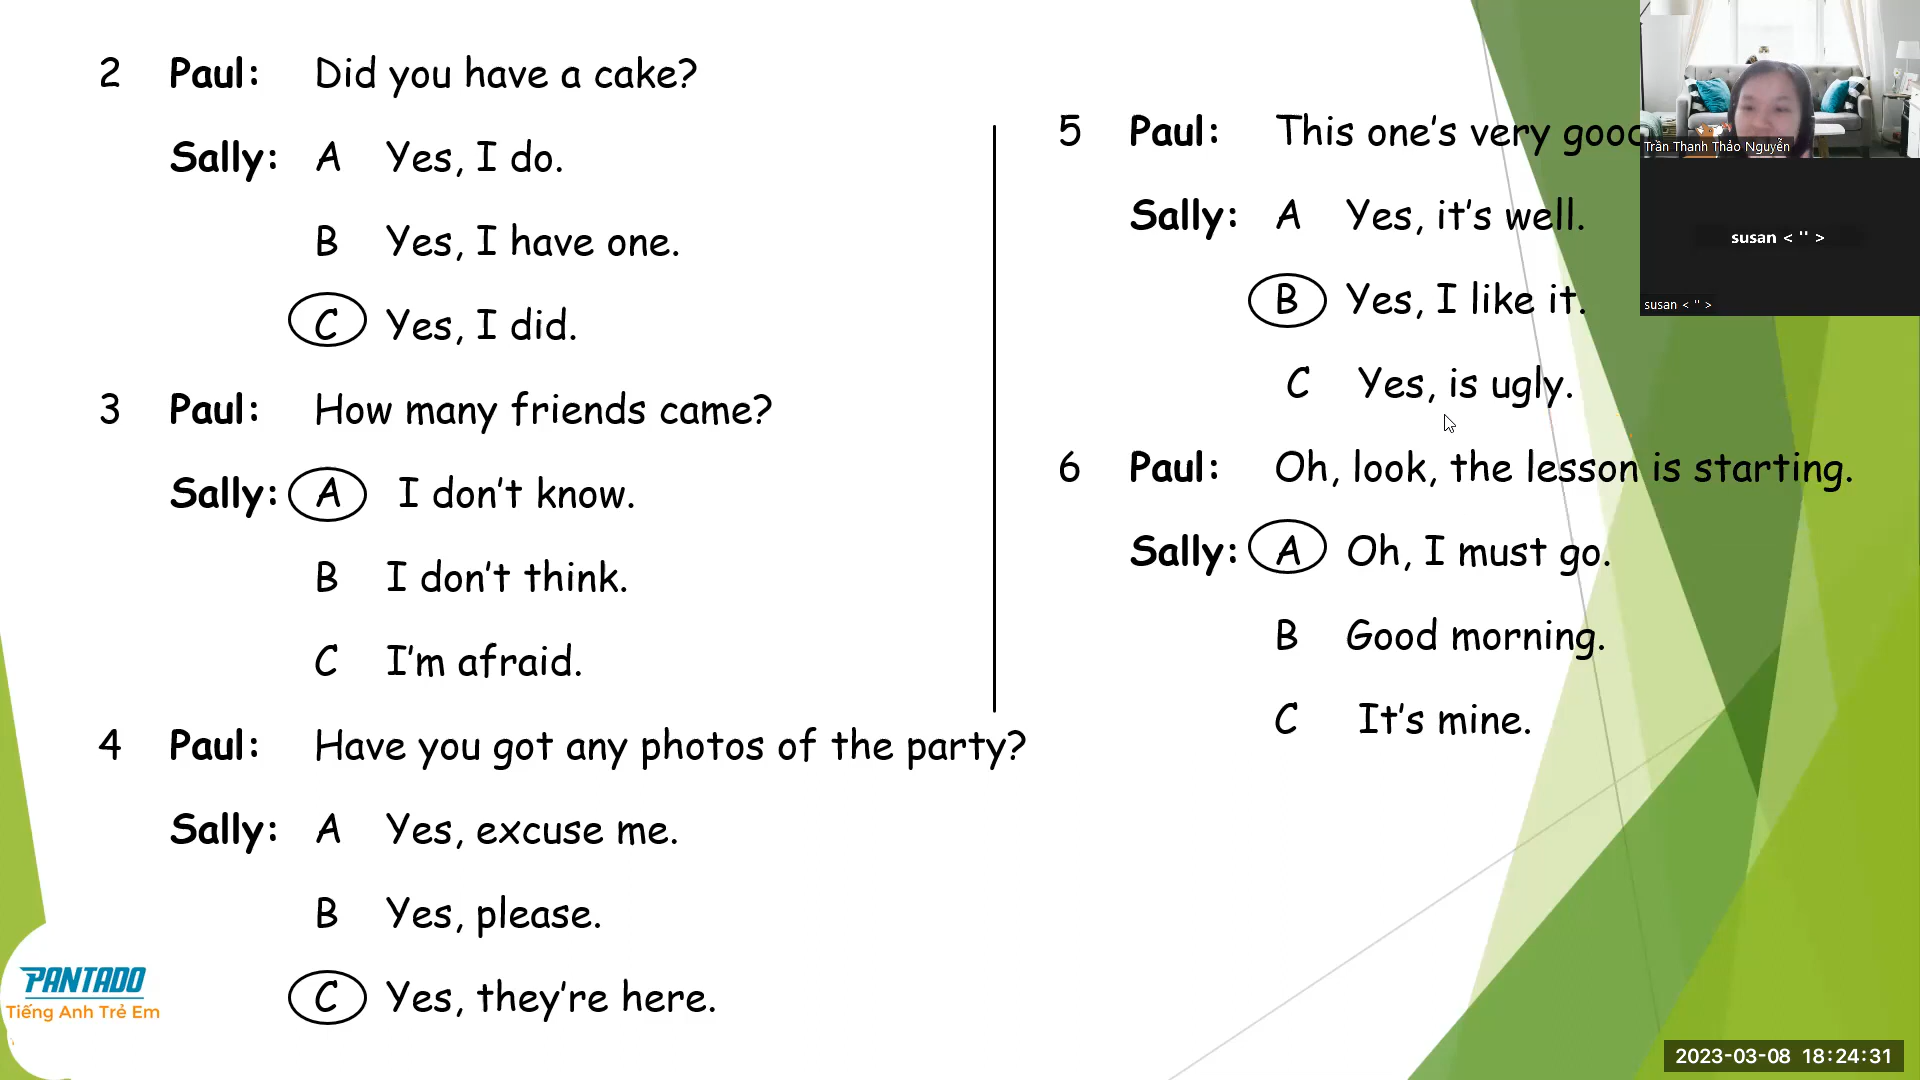 2 Paul: Did you have a cake?
Sally: A Yes, I do.
B Yes, I have one.
C Yes, I did.
3 Paul: How many friends came?
Sally: A I don't know.
B I don't think.
C I'm afraid.
4 Paul: Have you got any photos of the party?
Sally: A Yes, excuse me.
B Yes, please.
C Yes, they're here.
5 Paul: This one's very good
Sally: A Yes, it's well.
B Yes, I like it.
C Yes, is ugly.
6 Paul: Oh, look, the lesson is starting.
Sally: A Oh, I must go.
B Good morning.
C It's mine.
Trần Thanh Thảo Nguyễn
susan < '' >
susan < '' >
PANTADO
Tiếng Anh Trẻ Em
2023-03-08 18:24:31